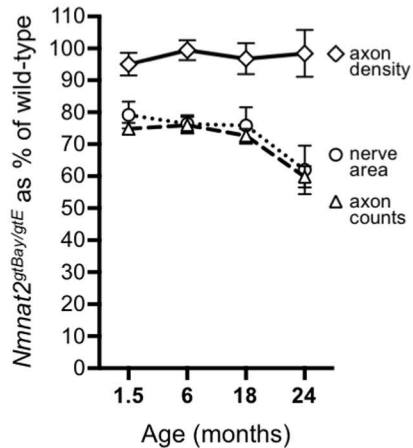 Nmnat2gtBay/gtE as % of wild-type
110
100
90
80
70
60
50
40
30
20
10
0
axon
density
nerve
area
axon
counts
1.5 6 18 24
Age (months)